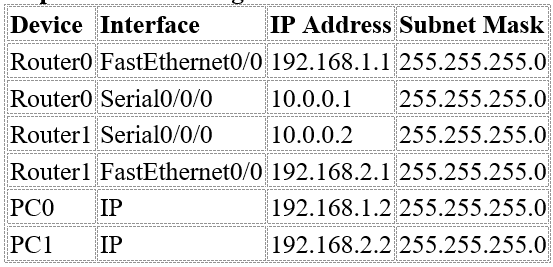 Device Interface IP Address Subnet Mask
Router0 FastEthernet0/0 192.168.1.1 255.255.255.0
Router0 Serial0/0/0 10.0.0.1 255.255.255.0
Router1 Serial0/0/0 10.0.0.2 255.255.255.0
Router1 FastEthernet0/0 192.168.2.1 255.255.255.0
PC0 IP 192.168.1.2 255.255.255.0
PC1 IP 192.168.2.2 255.255.255.0